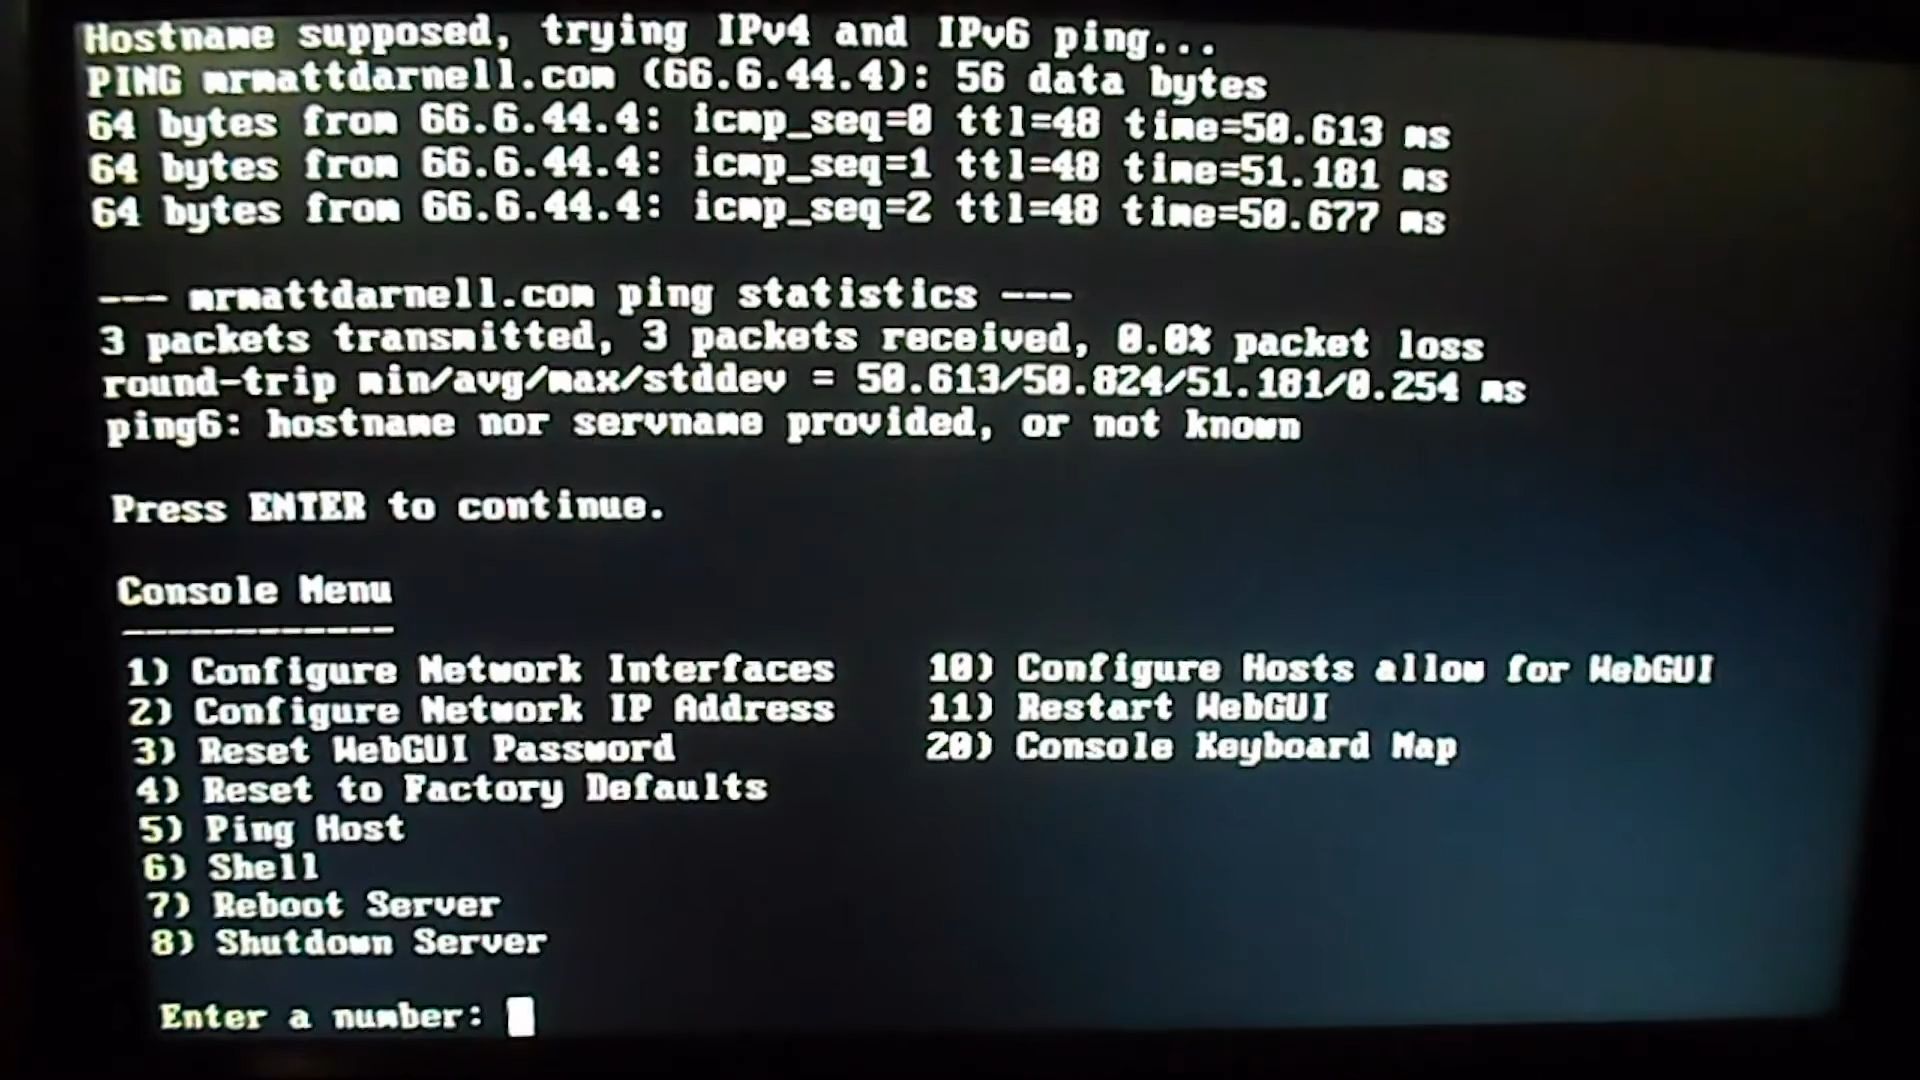 Hostname supposed, trying IPv4 and IPv6 ping...
PING mrmattdarnell.com (66.6.44.4): 56 data bytes
64 bytes from 66.6.44.4: icmp_seq=0 ttl=48 time=50.613 ms
64 bytes from 66.6.44.4: icmp_seq=1 ttl=48 time=51.181 ms
64 bytes from 66.6.44.4: icmp_seq=2 ttl=48 time=50.677 ms
--- mrmattdarnell.com ping statistics ---
3 packets transmitted, 3 packets received, 0.0% packet loss
round-trip min/avg/max/stddev = 50.613/50.824/51.181/0.254 ms
ping6: hostname nor servname provided, or not known
Press ENTER to continue.
Console Menu
------------
1) Configure Network Interfaces 10) Configure Hosts allow for WebGUI
2) Configure Network IP Address 11) Restart WebGUI
3) Reset WebGUI Password 20) Console Keyboard Map
4) Reset to Factory Defaults
5) Ping Host
6) Shell
7) Reboot Server
8) Shutdown Server
Enter a number: